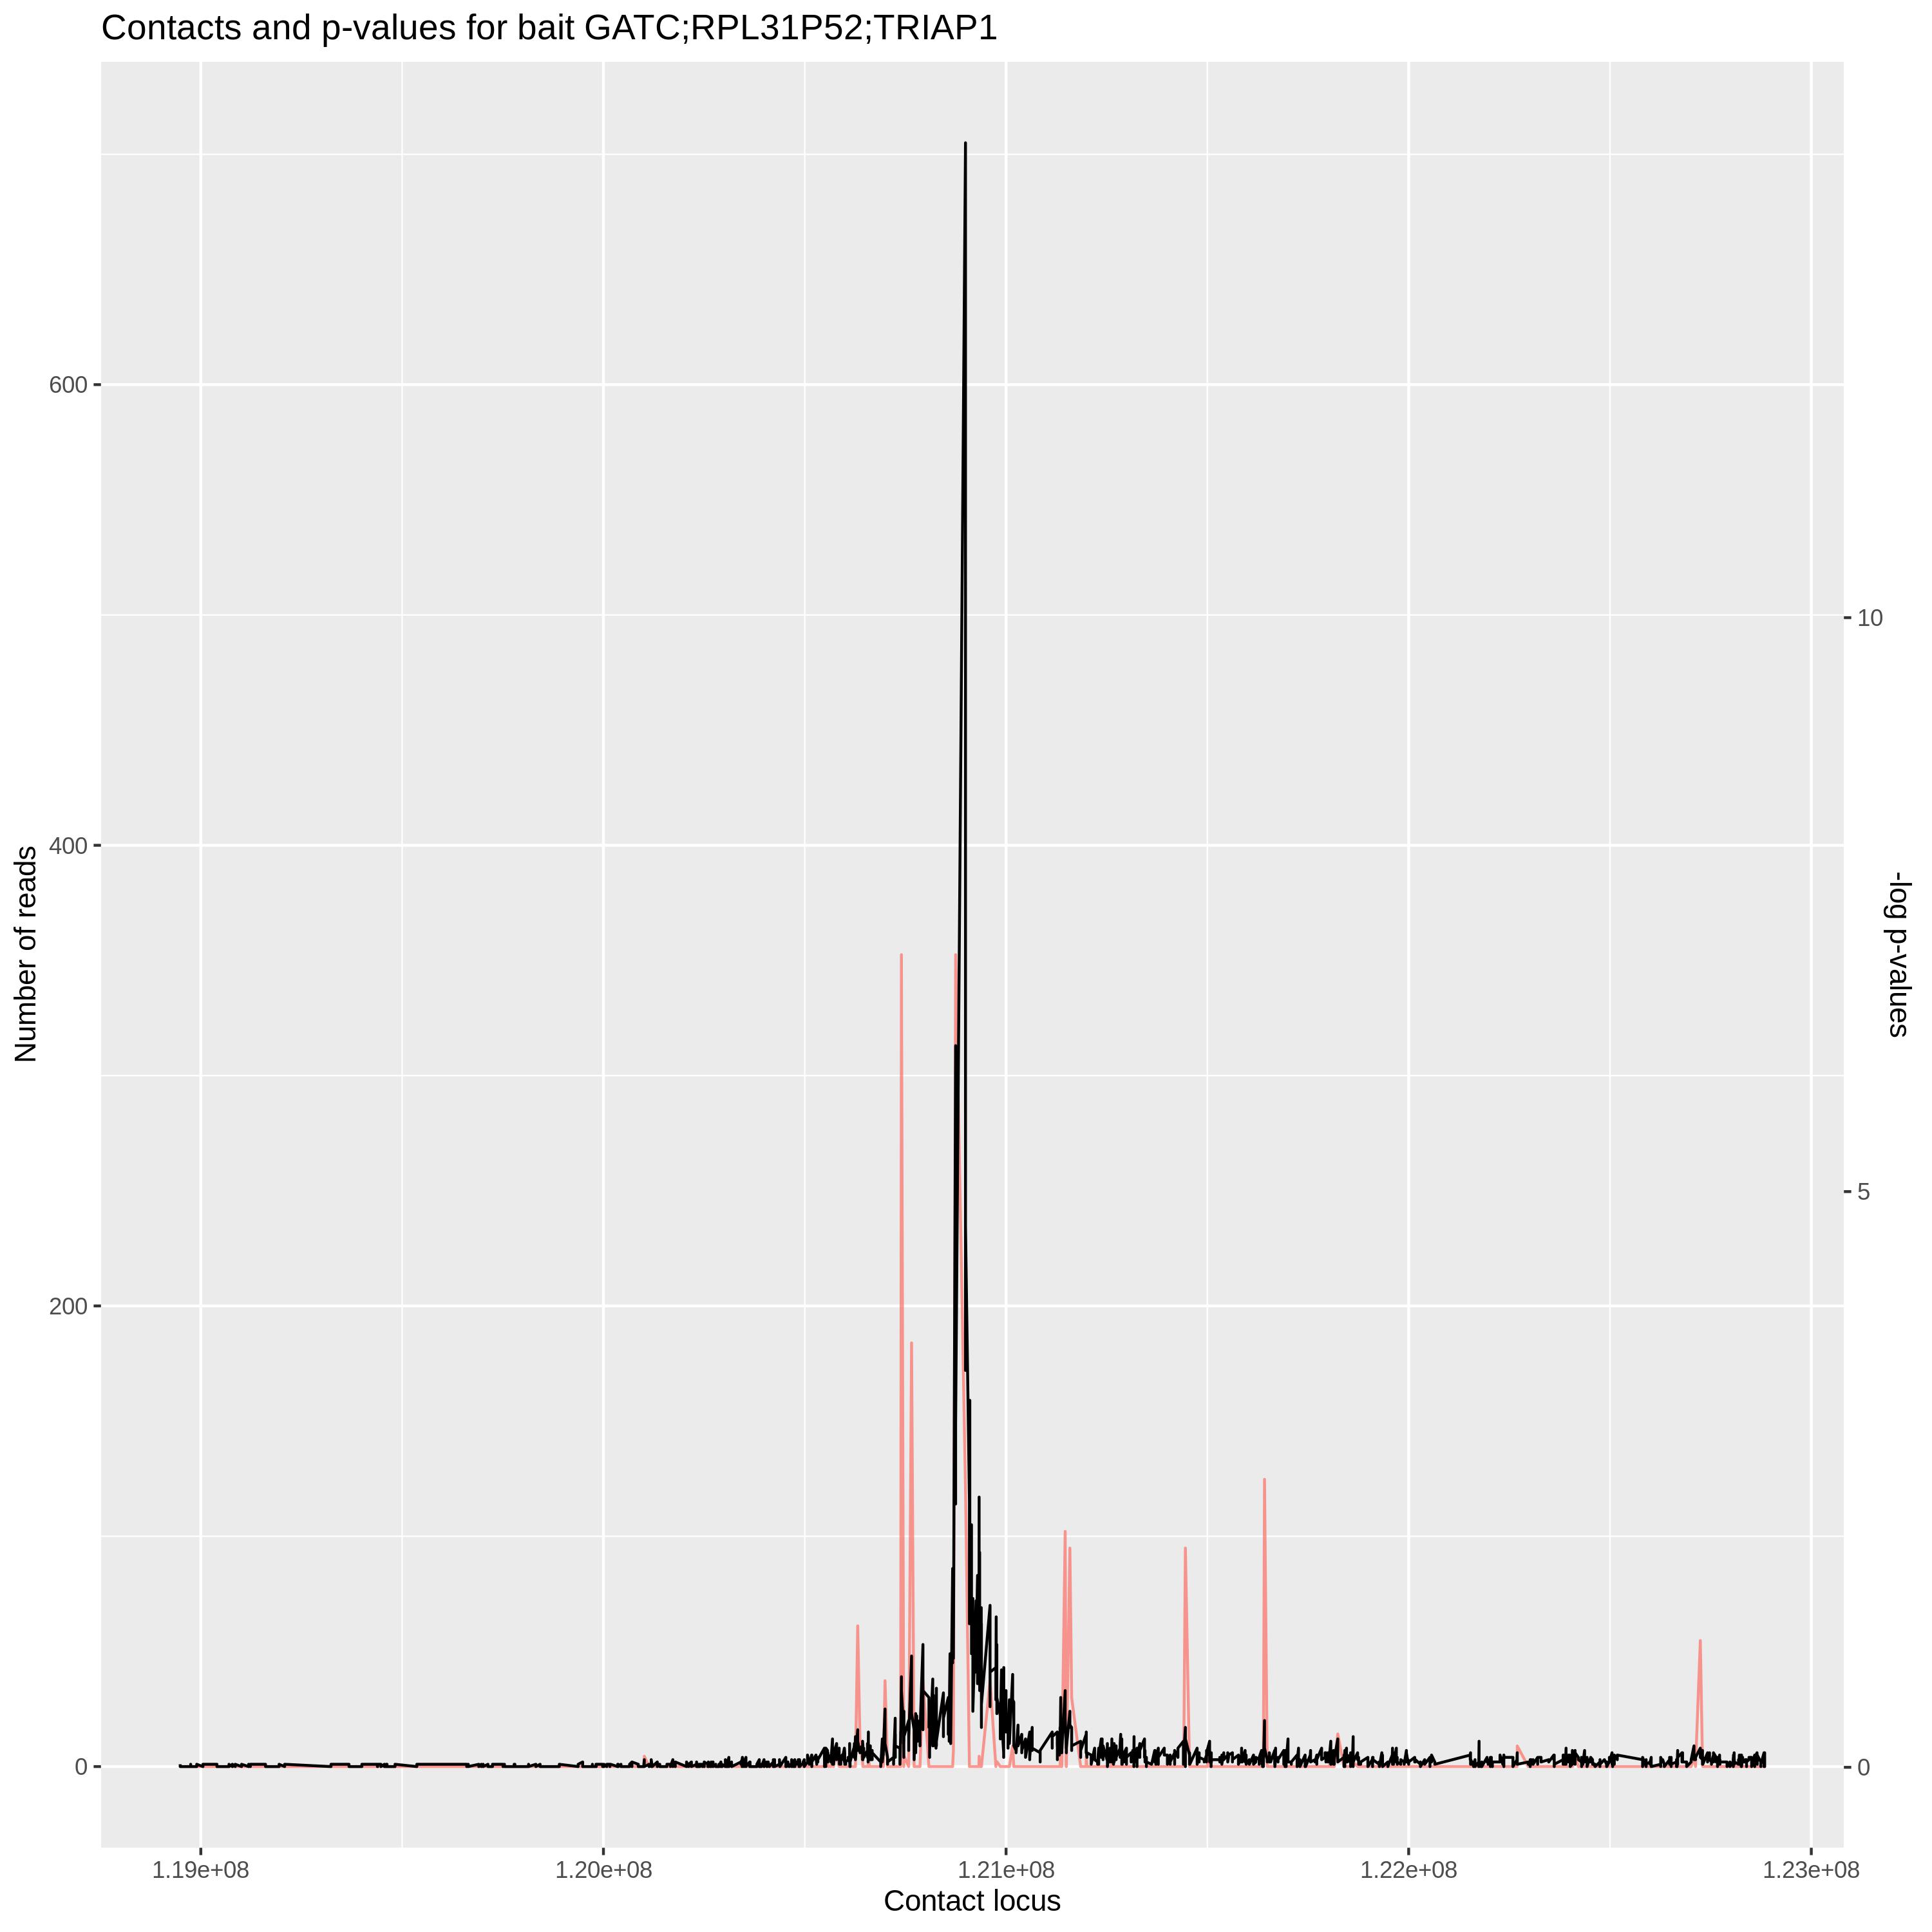 Contacts and p-values for bait GATC;RPL31P52;TRIAP1
600
400
200
0
Number of reads
10
5
0
-log p-values
1.19e+08
1.20e+08
1.21e+08
1.22e+08
1.23e+08
Contact locus